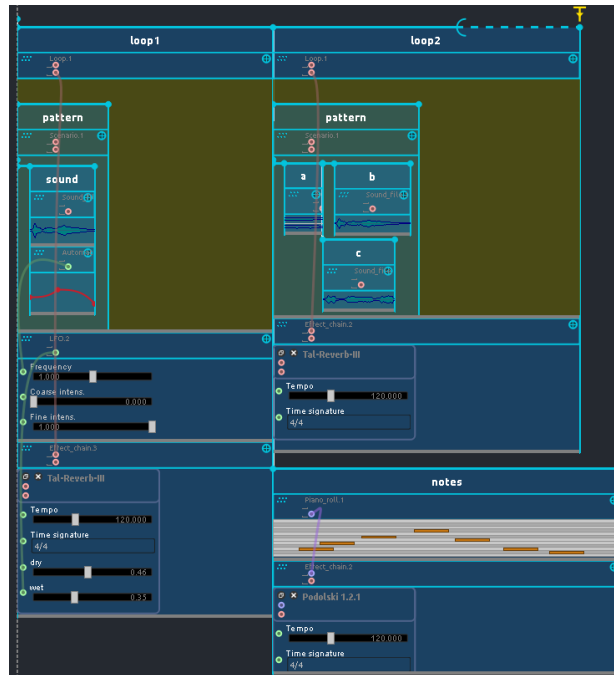 loop1
loop2
Loop.1
Loop.1
pattern
pattern
Scenario.1
Scenario.1
sound
a
b
Sound_file
c
Sound_fi
LFO.2
Effect_chain.2
Frequency
1.000
Coarse intens.
0.000
Fine intens.
1.000
Tal-Reverb-III
Tempo
120.000
Time signature
4/4
Effect_chain.3
Tal-Reverb-III
Tempo
120.000
Time signature
4/4
dry
0.46
wet
0.35
notes
Piano_roll.1
Effect_chain.2
Podolski 1.2.1
Tempo
120.000
Time signature
4/4